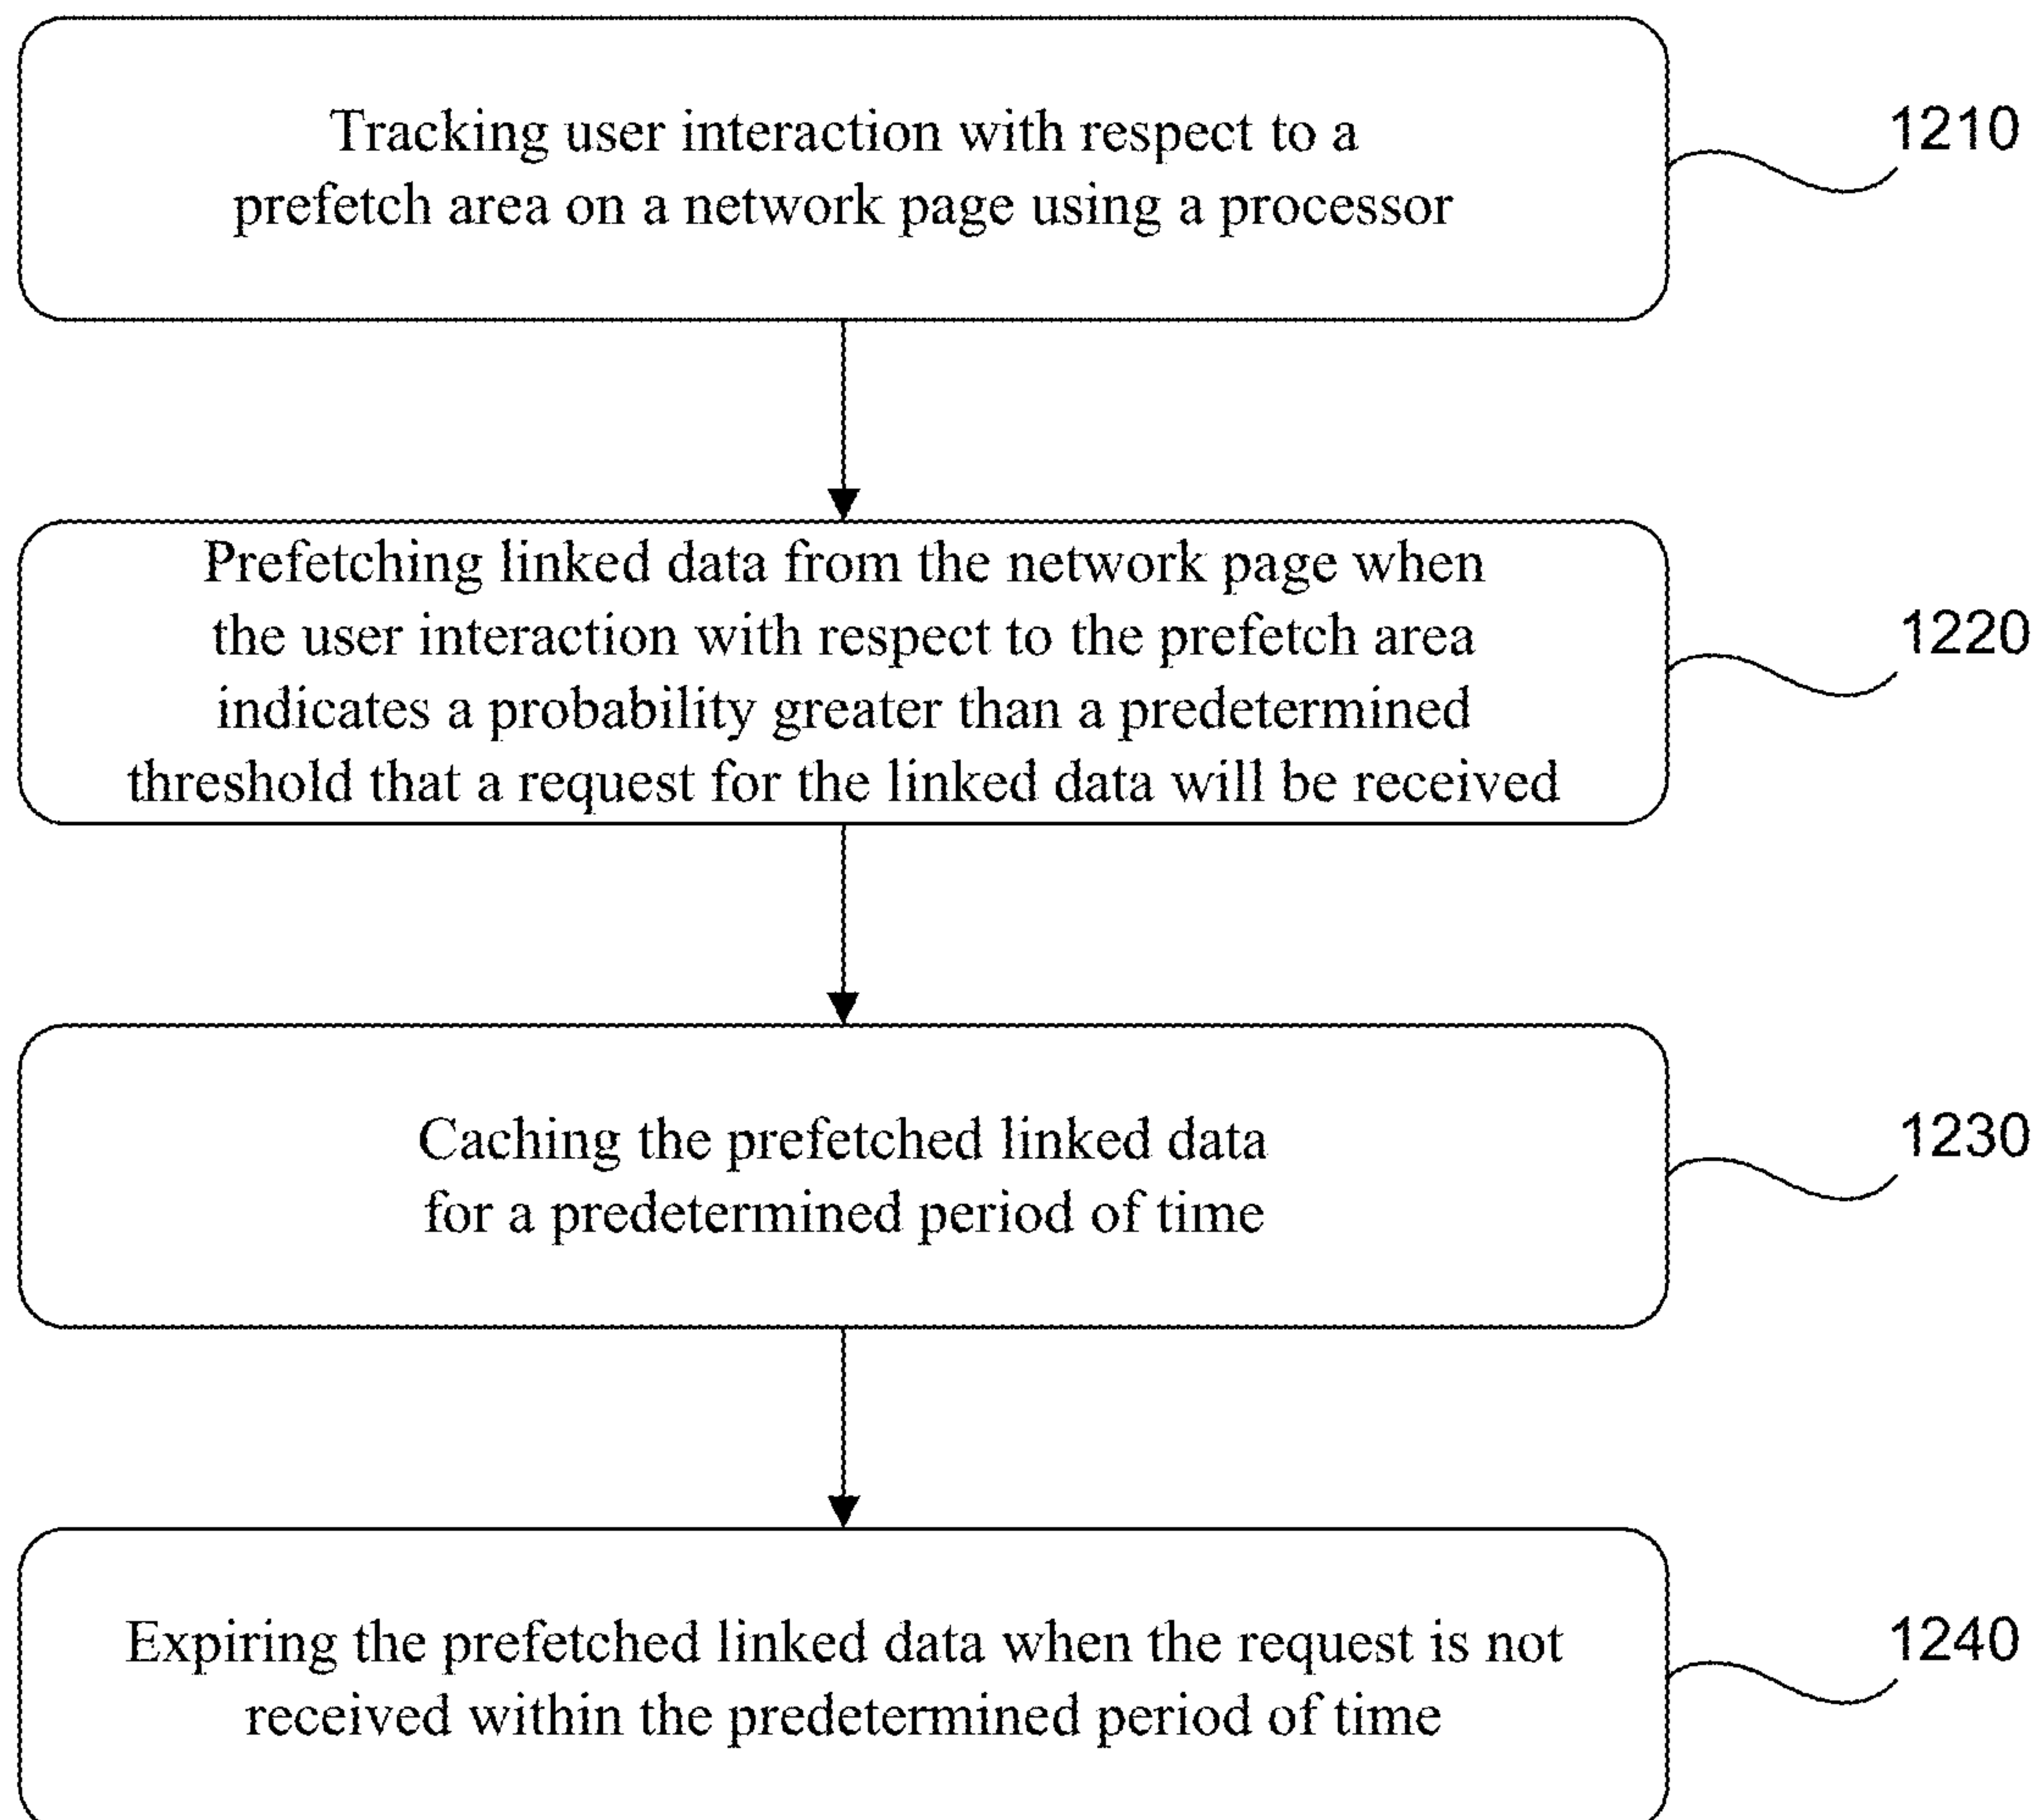 Tracking user interaction with respect to a
prefetch area on a network page using a processor
1210
Prefetching linked data from the network page when
the user interaction with respect to the prefetch area
indicates a probability greater than a predetermined
threshold that a request for the linked data will be received
1220
Caching the prefetched linked data
for a predetermined period of time
1230
Expiring the prefetched linked data when the request is not
received within the predetermined period of time
1240